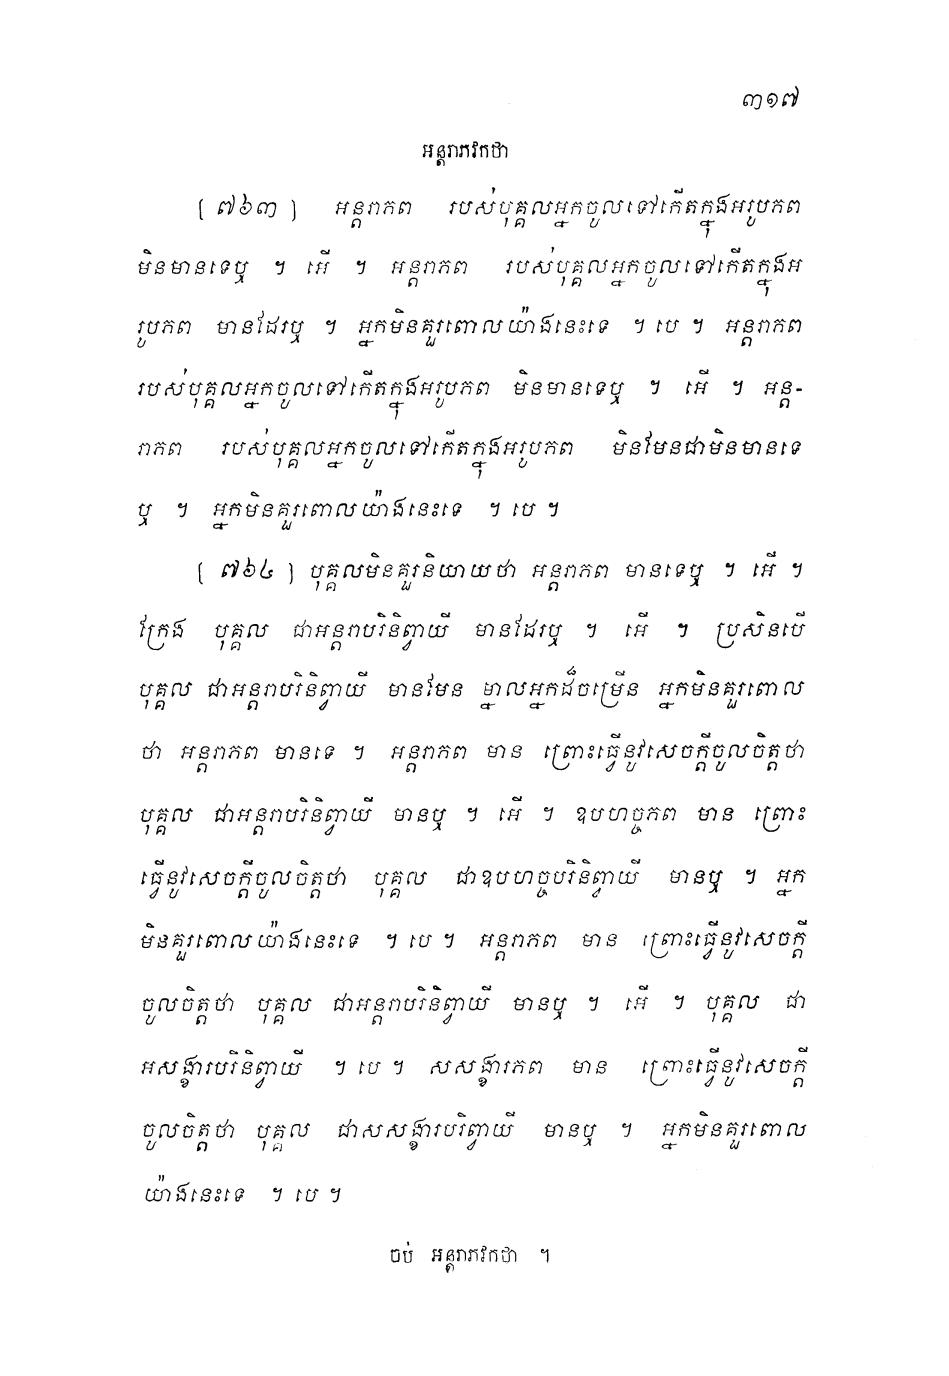 ៣១៧
អន្តរាភវកថា
[ ៧៦៣ ] អន្តរាភព របស់បុគ្គលអ្នកចូលទៅកើតក្នុងអរូបភព
មិនមានទេឬ ។ អើ ។ អន្តរាភព របស់បុគ្គលអ្នកចូលទៅកើតក្នុងអ
រូបភព មានដែរឬ ។ អ្នកមិនគួរពោលយ៉ាងនេះទេ ។ បេ ។ អន្តរាភព
របស់បុគ្គលអ្នកចូលទៅកើតក្នុងអរូបភព មិនមានទេឬ ។ អើ ។ អន្ត-
រាភព របស់បុគ្គលអ្នកចូលទៅកើតក្នុងអរូបភព មិនមែនជាមិនមានទេ
ឬ ។ អ្នកមិនគួរពោលយ៉ាងនេះទេ ។ បេ ។
[ ៧៦៤ ] បុគ្គលមិនគួរនិយាយថា អន្តរាភព មានទេឬ ។ អើ ។
ក្រែង បុគ្គល ជាអន្តរាបរិនិព្វាយី មានដែរឬ ។ អើ ។ ប្រសិនបើ
បុគ្គល ជាអន្តរាបរិនិព្វាយី មានមែន ម្នាលអ្នកដ៏ចម្រើន អ្នកមិនគួរពោល
ថា អន្តរាភព មានទេ ។ អន្តរាភព មាន ព្រោះធ្វើនូវសេចក្តីចូលចិត្តថា
បុគ្គល ជាអន្តរាបរិនិព្វាយី មានឬ ។ អើ ។ ឧបហច្ចភព មាន ព្រោះ
ធ្វើនូវសេចក្តីចូលចិត្តថា បុគ្គល ជាឧបហច្ចបរិនិព្វាយី មានឬ ។ អ្នក
មិនគួរពោលយ៉ាងនេះទេ ។ បេ ។ អន្តរាភព មាន ព្រោះធ្វើនូវសេចក្តី
ចូលចិត្តថា បុគ្គល ជាអន្តរាបរិនិព្វាយី មានឬ ។ អើ ។ បុគ្គល ជា
អសង្ខារបរិនិព្វាយី ។ បេ ។ សសង្ខារភព មាន ព្រោះធ្វើនូវសេចក្តី
ចូលចិត្តថា បុគ្គល ជាសសង្ខារបរិព្វាយី មានឬ ។ អ្នកមិនគួរពោល
យ៉ាងនេះទេ ។ បេ ។
ចប់ អន្តរាភវកថា ។